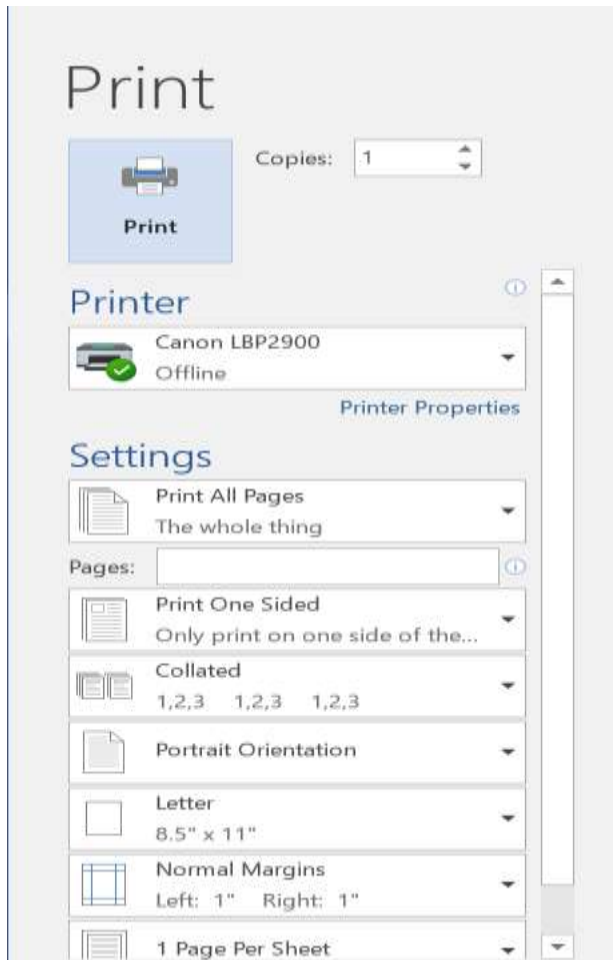 Print
Copies: 1
Print
Printer
Canon LBP2900
Offline
Printer Properties
Settings
Print All Pages
The whole thing
Pages:
Print One Sided
Only print on one side of the...
Collated
1,2,3 1,2,3 1,2,3
Portrait Orientation
Letter
8.5" x 11"
Normal Margins
Left: 1" Right: 1"
1 Page Per Sheet